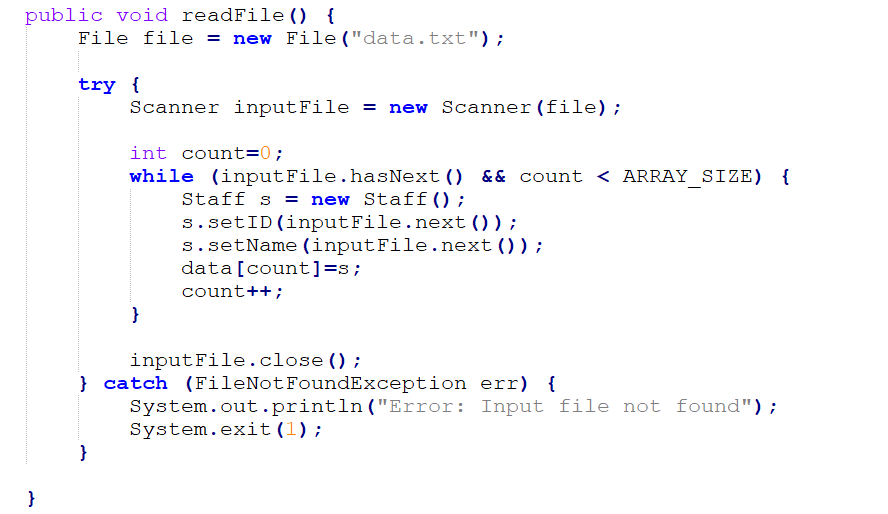 public void readFile() {
    File file = new File("data.txt");

    try {
        Scanner inputFile = new Scanner(file);

        int count=0;
        while (inputFile.hasNext() && count < ARRAY_SIZE) {
            Staff s = new Staff();
            s.setID(inputFile.next());
            s.setName(inputFile.next());
            data[count]=s;
            count++;
        }

        inputFile.close();
    } catch (FileNotFoundException err) {
        System.out.println("Error: Input file not found");
        System.exit(1);
    }

}